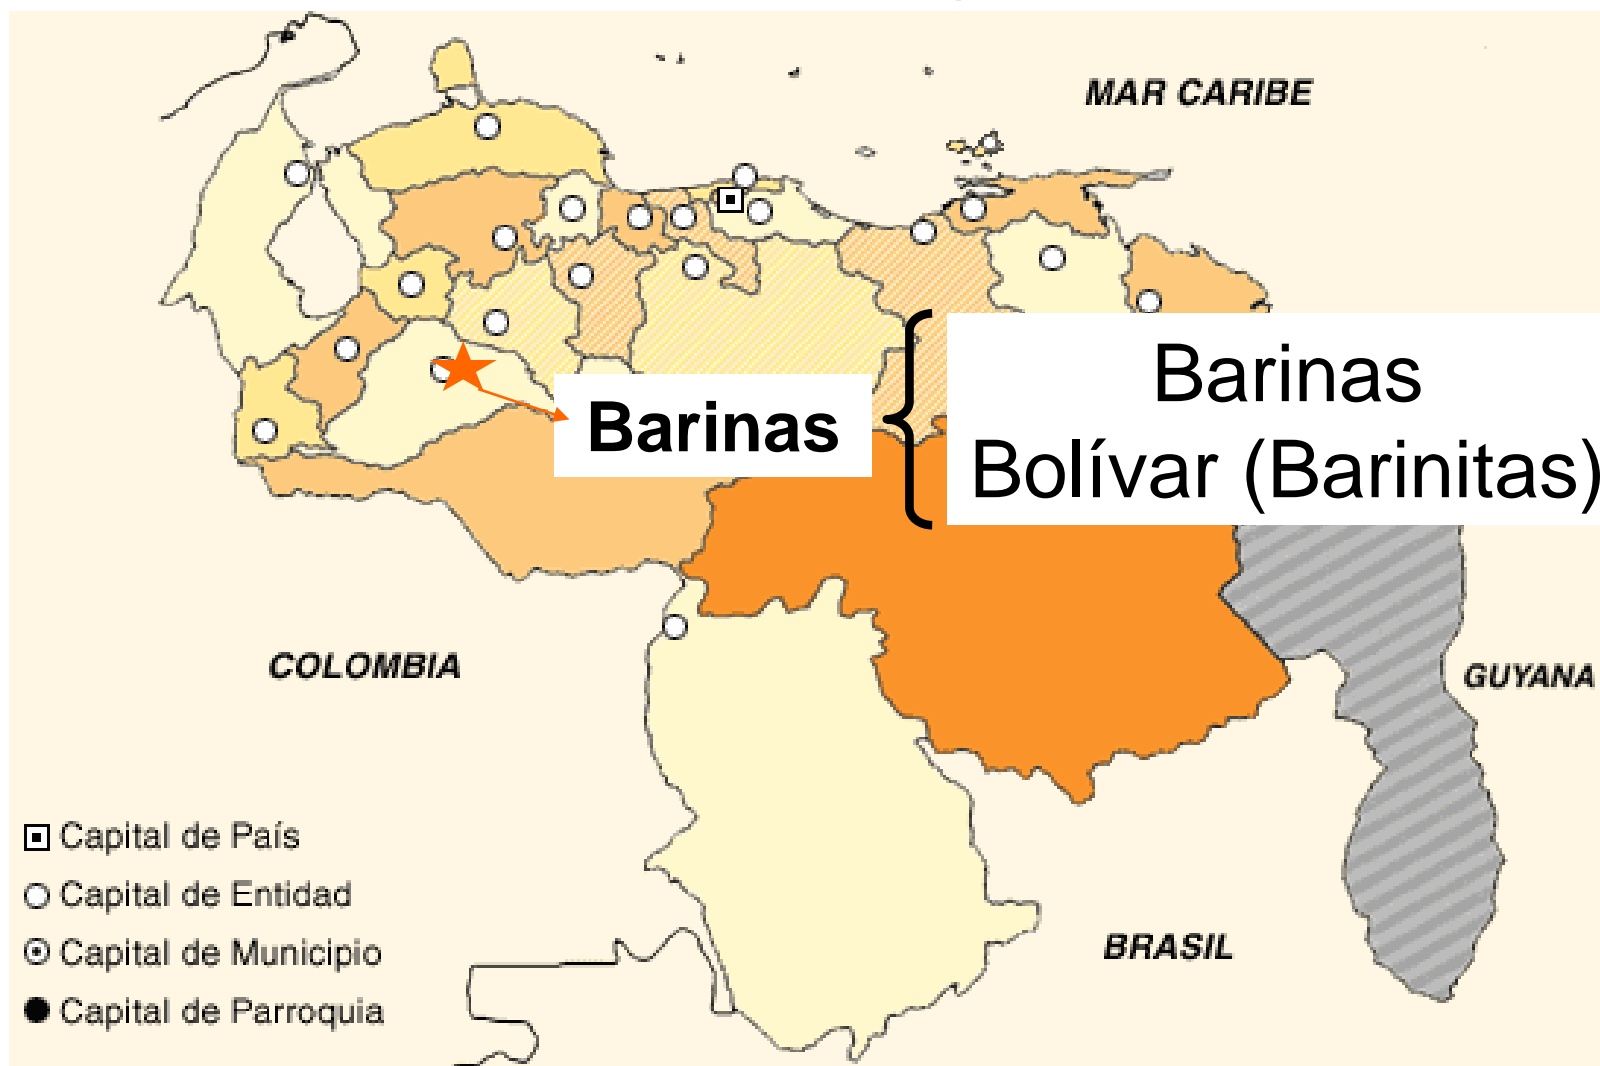 MAR CARIBE
Barinas
Barinas
Bolívar (Barinitas)
COLOMBIA
GUYANA
BRASIL
Capital de País
Capital de Entidad
Capital de Municipio
Capital de Parroquia